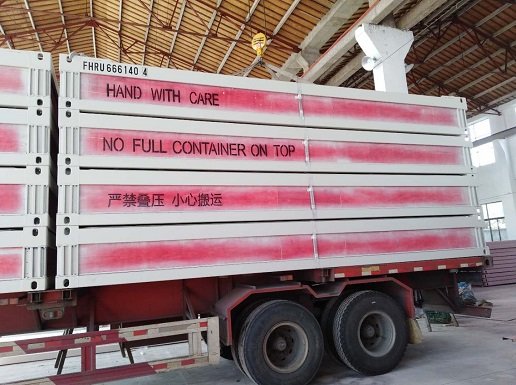 FHRU 666140 4
HAND WITH CARE
NO FULL CONTAINER ON TOP
严禁叠压 小心搬运